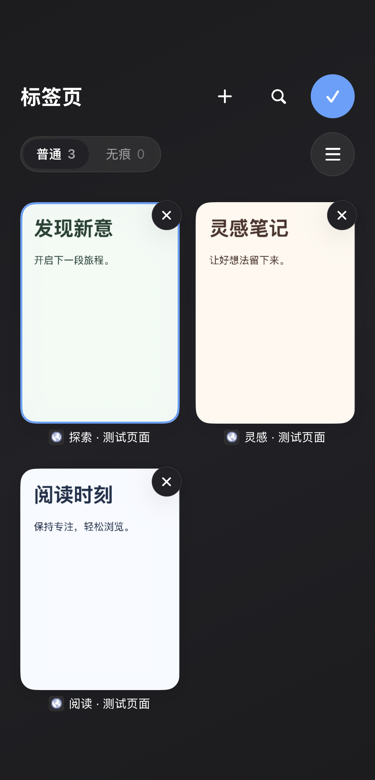 标签页
普通 3
无痕 0
发现新意
开启下一段旅程。
探索 · 测试页面
灵感笔记
让好想法留下来。
灵感 · 测试页面
阅读时刻
保持专注，轻松浏览。
阅读 · 测试页面